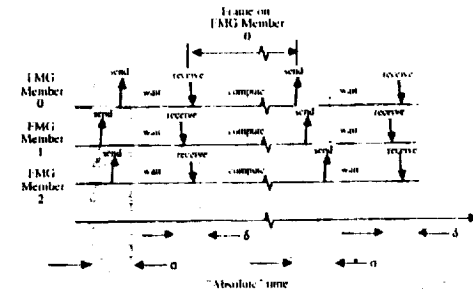 Frame on
FMG Member
0
FMG
Member
0
send
wait
receive
compute
send
wait
receive
FMG
Member
1
send
wait
receive
compute
send
wait
receive
FMG
Member
2
send
wait
receive
compute
send
wait
receive
δ
δ
α
α
"Absolute" time